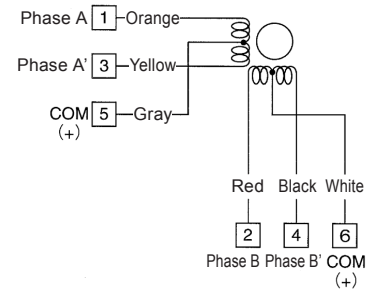 Phase A 1 Orange
Phase A' 3 Yellow
COM 5 Gray
(+)
Red Black White
2 4 6
Phase B Phase B' COM
(+)